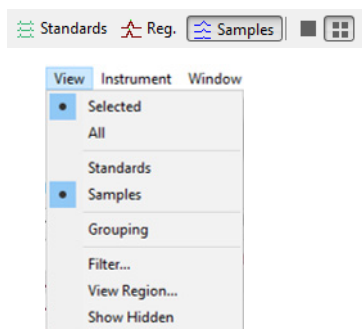 Standards Reg. Samples
View Instrument Window
Selected
All
Standards
Samples
Grouping
Filter...
View Region...
Show Hidden